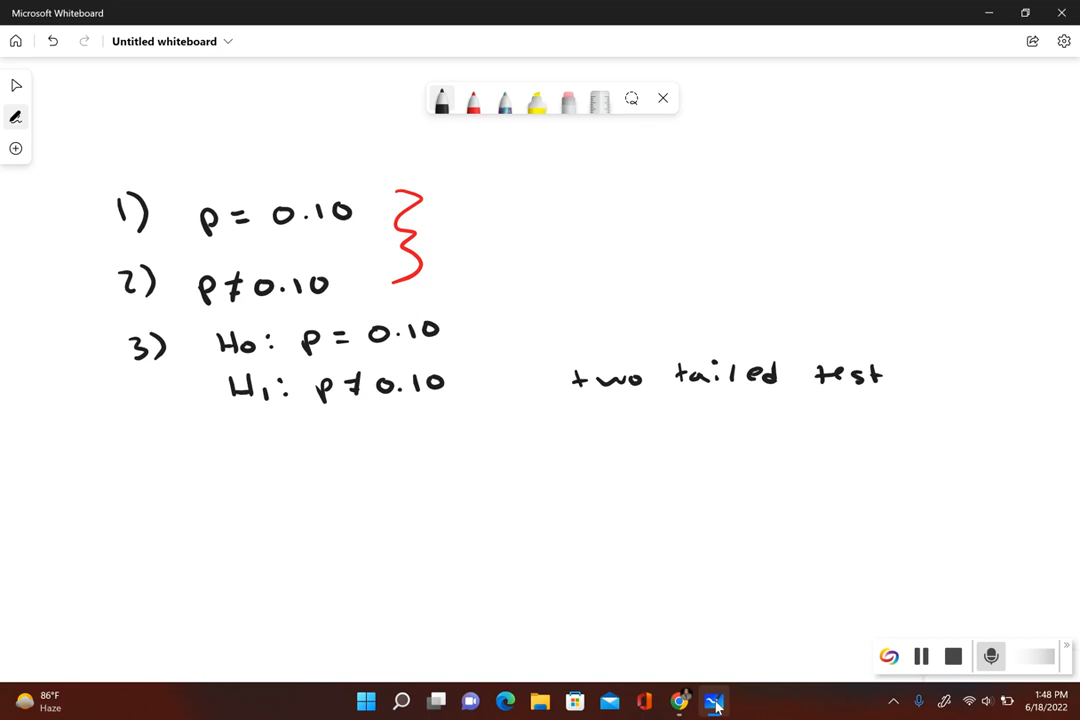 Microsoft Whiteboard
Untitled whiteboard
1) p = 0.10
2) p ≠ 0.10
3) H0: p = 0.10
H1: p ≠ 0.10 two tailed test
86°F
Haze
1:48 PM
6/18/2022